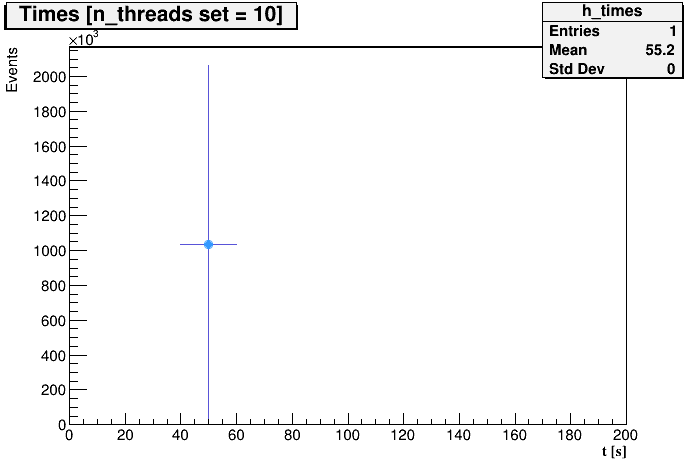 Times [n_threads set = 10]
h_times
Entries 1
Mean 55.2
Std Dev 0
×10³
Events
2000
1800
1600
1400
1200
1000
800
600
400
200
0
0 20 40 60 80 100 120 140 160 180 200
t [s]